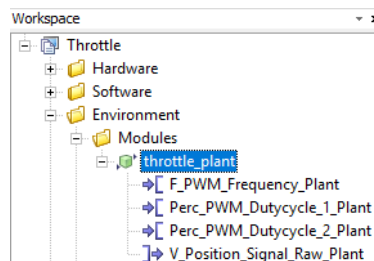 Workspace
Throttle
Hardware
Software
Environment
Modules
throttle_plant
F_PWM_Frequency_Plant
Perc_PWM_Dutycycle_1_Plant
Perc_PWM_Dutycycle_2_Plant
V_Position_Signal_Raw_Plant